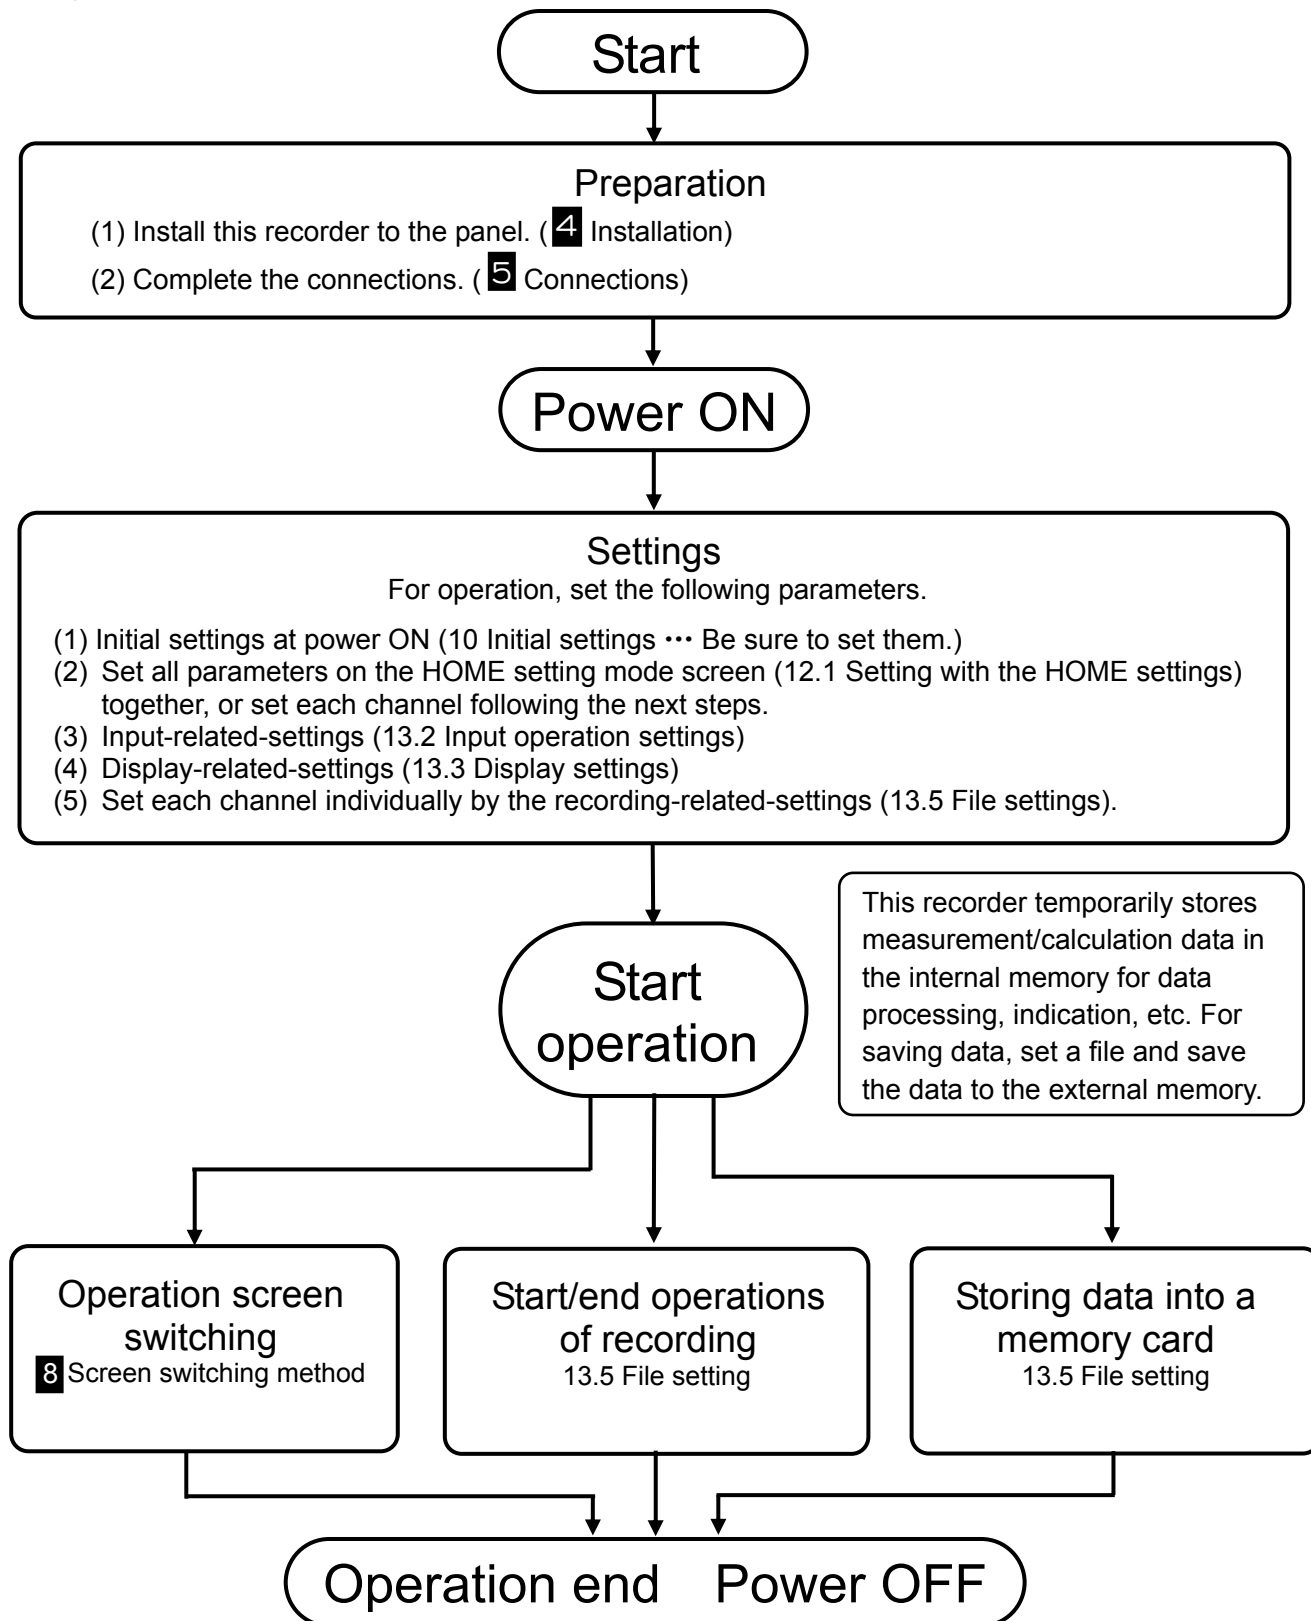 Start
Preparation
(1) Install this recorder to the panel. ( 4 Installation)
(2) Complete the connections. ( 5 Connections)
Power ON
Settings
For operation, set the following parameters.
(1) Initial settings at power ON (10 Initial settings ··· Be sure to set them.)
(2) Set all parameters on the HOME setting mode screen (12.1 Setting with the HOME settings)
together, or set each channel following the next steps.
(3) Input-related-settings (13.2 Input operation settings)
(4) Display-related-settings (13.3 Display settings)
(5) Set each channel individually by the recording-related-settings (13.5 File settings).
Start
operation
This recorder temporarily stores
measurement/calculation data in
the internal memory for data
processing, indication, etc. For
saving data, set a file and save
the data to the external memory.
Operation screen
switching
8 Screen switching method
Start/end operations
of recording
13.5 File setting
Storing data into a
memory card
13.5 File setting
Operation end Power OFF